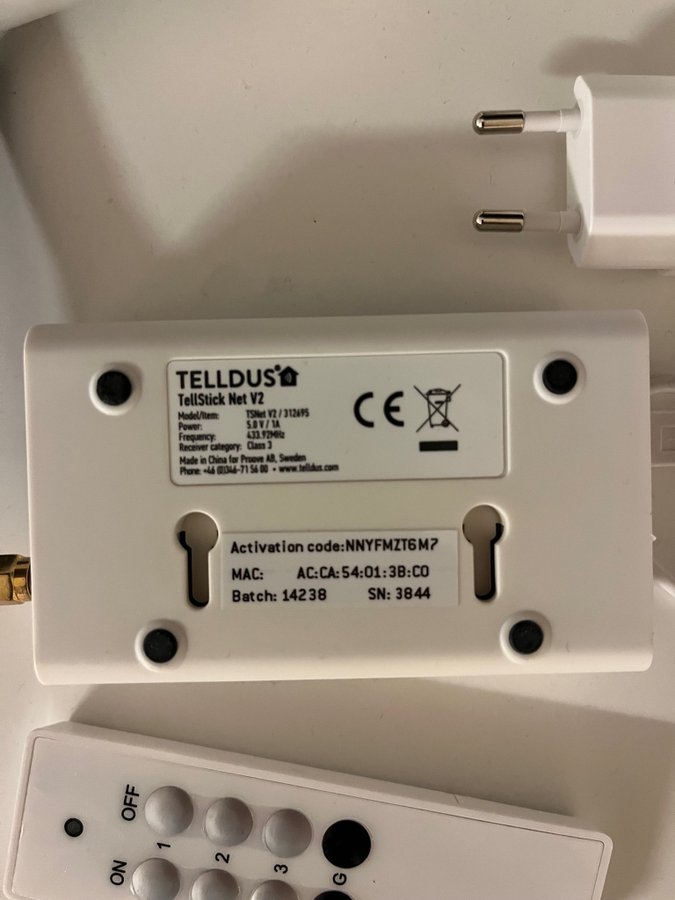 TELLDUS
TellStick Net V2
Model/Item: TSNet V2 / 312695
Power: 5.0 V / 1A
Frequency: 433.92MHz
Receiver category: Class 3
Made in China for Proove AB, Sweden
Phone: +46 (0)346-71 56 00 • www.telldus.com
CE
Activation code:NNYFMZT6M7
MAC: AC:CA:54:01:3B:C0
Batch: 14238 SN: 3844
OFF
ON
1
2
3
G